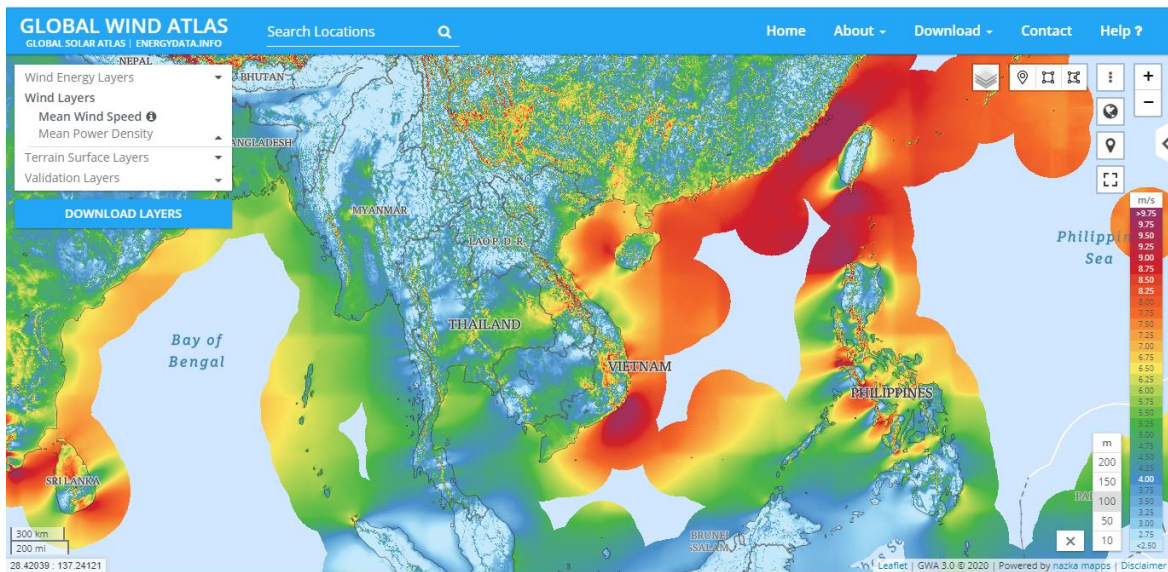 GLOBAL WIND ATLAS
GLOBAL SOLAR ATLAS | ENERGYDATA.INFO
Search Locations
Home
About
Download
Contact
Help ?
Wind Energy Layers
Wind Layers
Mean Wind Speed
Mean Power Density
Terrain Surface Layers
Validation Layers
DOWNLOAD LAYERS
NEPAL
BHUTAN
ANGLADESH
MYANMAR
LAO P. D. R.
THAILAND
VIETNAM
PHILIPPINES
Bay of
Bengal
SRI LANKA
BRUNEI
SSALAM
Philippin
Sea
+
−
m/s
>9.75
9.75
9.50
9.25
9.00
8.75
8.50
8.25
8.00
7.75
7.50
7.25
7.00
6.75
6.50
6.25
6.00
5.75
5.50
5.25
5.00
4.75
4.50
4.25
4.00
3.75
3.50
3.25
3.00
2.75
<2.50
m
200
150
100
50
10
300 km
200 mi
28.42039 : 137.24121
Leaflet | GWA 3.0 © 2020 | Powered by nazka mapps | Disclaimer